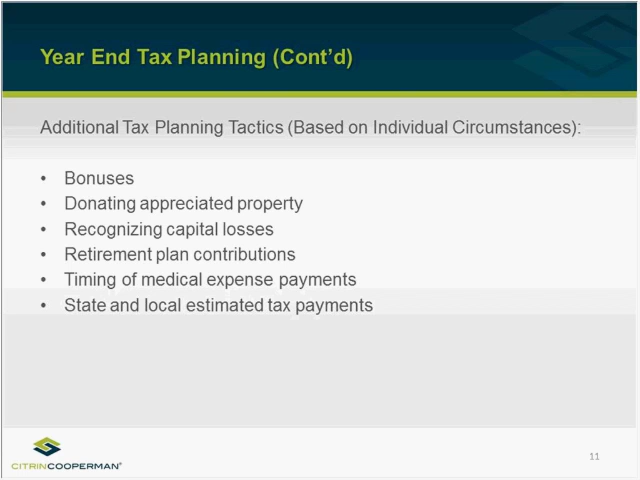 Year End Tax Planning (Cont’d)
Additional Tax Planning Tactics (Based on Individual Circumstances):
• Bonuses
• Donating appreciated property
• Recognizing capital losses
• Retirement plan contributions
• Timing of medical expense payments
• State and local estimated tax payments
CITRINCOOPERMAN®
11